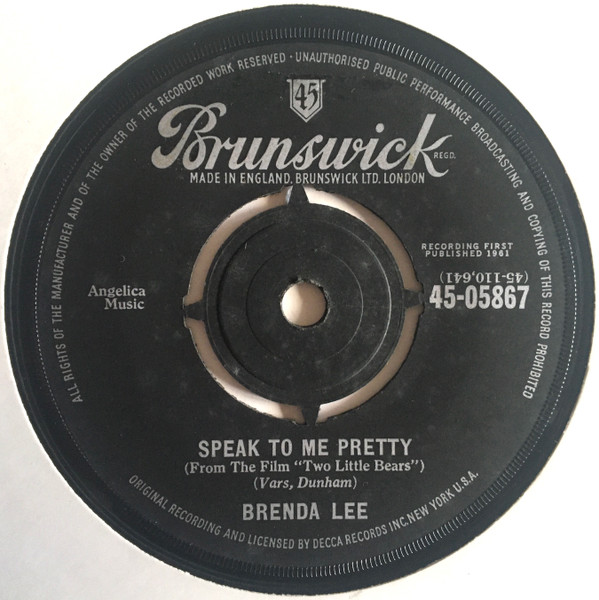 ALL RIGHTS OF THE MANUFACTURER AND OF THE OWNER OF THE RECORDED WORK RESERVED · UNAUTHORISED PUBLIC PERFORMANCE BROADCASTING AND COPYING OF THIS RECORD PROHIBITED
45
Brunswick
REGD.
MADE IN ENGLAND. BRUNSWICK LTD. LONDON
RECORDING FIRST
PUBLISHED 1961
Angelica
Music
(45-110,641)
45-05867
SPEAK TO ME PRETTY
(From The Film "Two Little Bears")
(Vars, Dunham)
BRENDA LEE
ORIGINAL RECORDING AND LICENSED BY DECCA RECORDS INC. NEW YORK U.S.A.